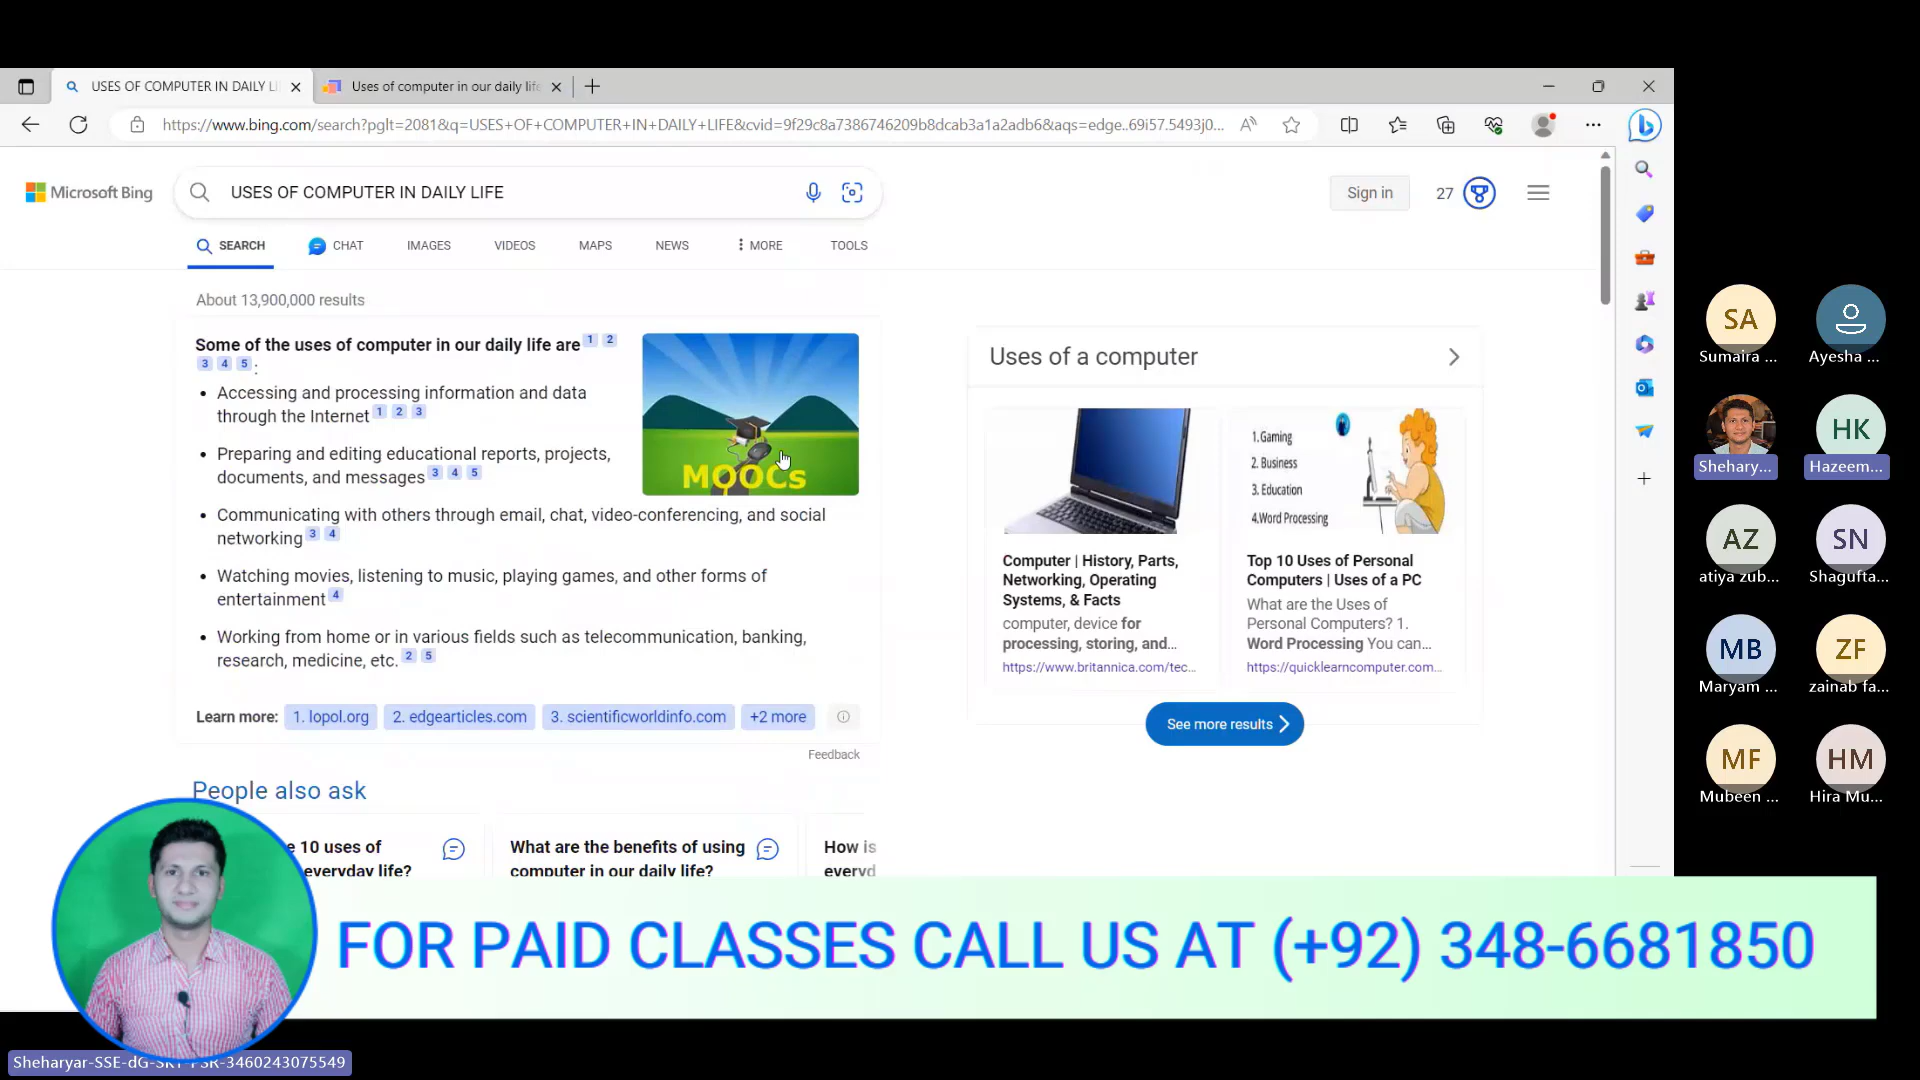 USES OF COMPUTER IN DAILY LI
Uses of computer in our daily life
https://www.bing.com/search?pglt=2081&q=USES+OF+COMPUTER+IN+DAILY+LIFE&cvid=9f29c8a7386746209b8dcab3a1a2adb6&aqs=edge..69i57.5493j0...
Microsoft Bing
USES OF COMPUTER IN DAILY LIFE
Sign in
27
SEARCH
CHAT
IMAGES
VIDEOS
MAPS
NEWS
MORE
TOOLS
About 13,900,000 results
Some of the uses of computer in our daily life are 1 2
3 4 5 :
• Accessing and processing information and data
through the Internet 1 2 3
• Preparing and editing educational reports, projects,
documents, and messages 3 4 5
• Communicating with others through email, chat, video-conferencing, and social
networking 3 4
• Watching movies, listening to music, playing games, and other forms of
entertainment 4
• Working from home or in various fields such as telecommunication, banking,
research, medicine, etc. 2 5
MOOCs
Learn more:
1. lopol.org
2. edgearticles.com
3. scientificworldinfo.com
+2 more
Feedback
Uses of a computer
1.Gaming
2. Business
3. Education
4.Word Processing
Computer | History, Parts,
Networking, Operating
Systems, & Facts
computer, device for
processing, storing, and...
https://www.britannica.com/tec...
Top 10 Uses of Personal
Computers | Uses of a PC
What are the Uses of
Personal Computers? 1.
Word Processing You can...
https://quicklearncomputer.com...
See more results
People also ask
e 10 uses of
everyday life?
What are the benefits of using
computer in our daily life?
How is
everyd
SA
Sumaira ...
Ayesha ...
Shehary...
HK
Hazeem...
AZ
atiya zub...
SN
Shagufta...
MB
Maryam ...
ZF
zainab fa...
MF
Mubeen ...
HM
Hira Mu...
FOR PAID CLASSES CALL US AT (+92) 348-6681850
Sheharyar-SSE-dG-SKT-PSR-3460243075549